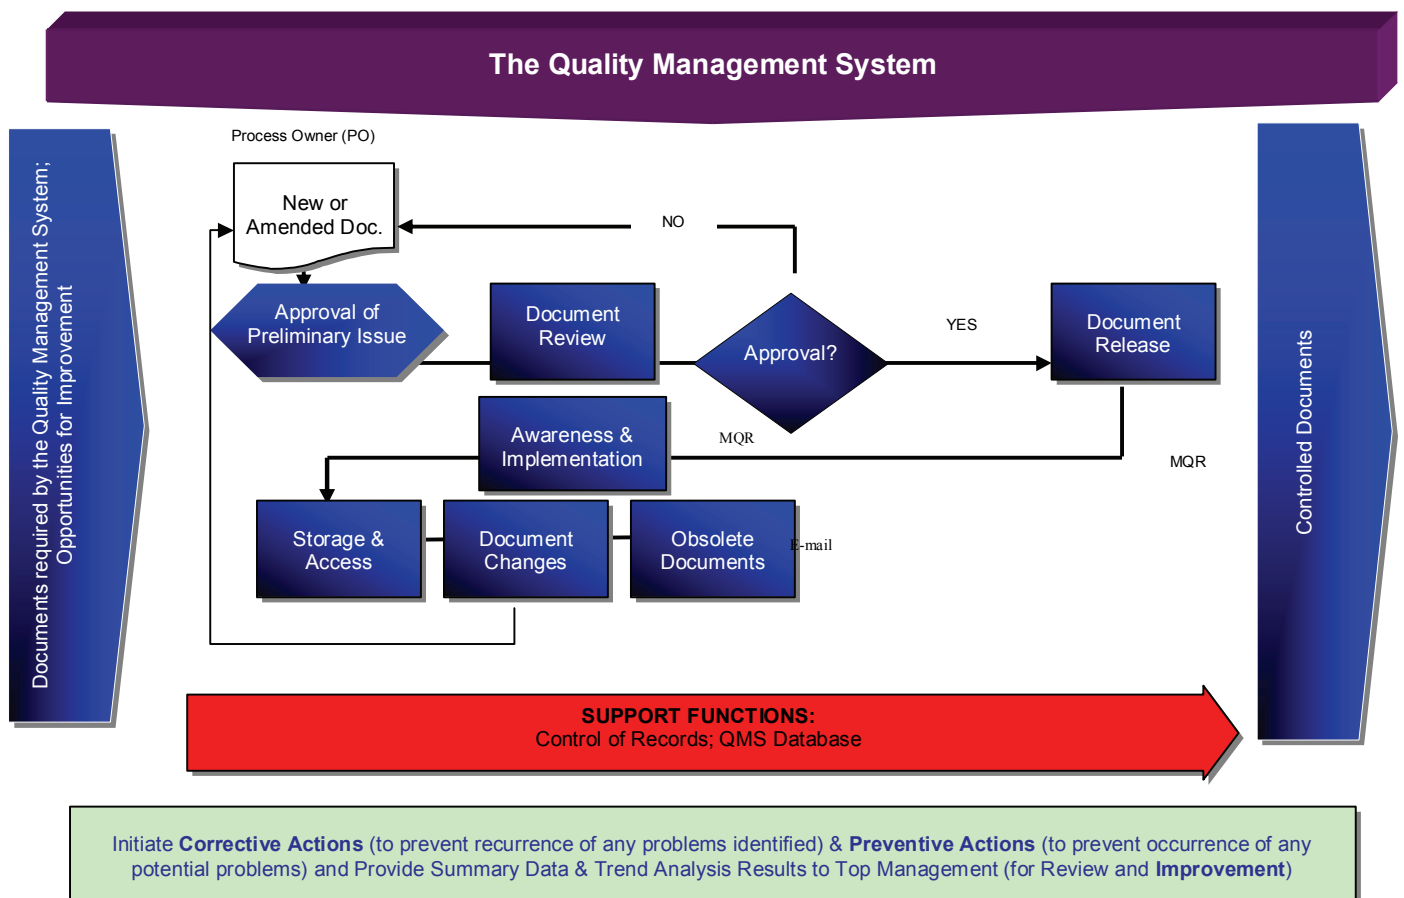 The Quality Management System
Process Owner (PO)
Documents required by the Quality Management System;
Opportunities for Improvement
New or
Amended Doc.
NO
Approval of
Preliminary Issue
Document
Review
Approval?
YES
Document
Release
Awareness &
Implementation
MQR
MQR
Storage &
Access
Document
Changes
Obsolete
Documents
E-mail
Controlled Documents
SUPPORT FUNCTIONS:
Control of Records; QMS Database
Initiate Corrective Actions (to prevent recurrence of any problems identified) & Preventive Actions (to prevent occurrence of any
potential problems) and Provide Summary Data & Trend Analysis Results to Top Management (for Review and Improvement)